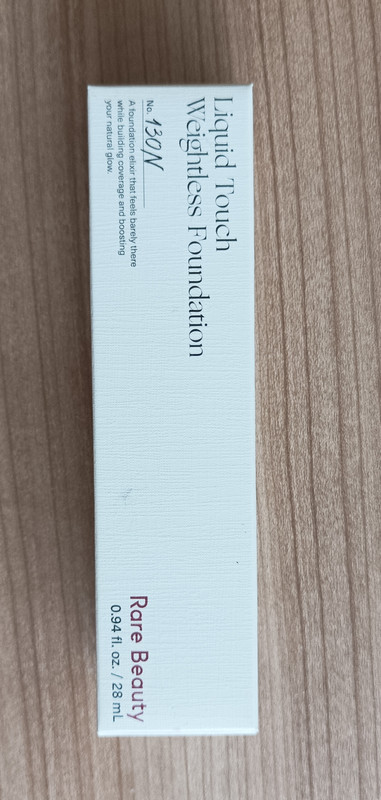 Liquid Touch
Weightless Foundation
No. 130N
A foundation elixir that feels barely there
while building coverage and boosting
your natural glow.
Rare Beauty
0.94 fl. oz. / 28 mL